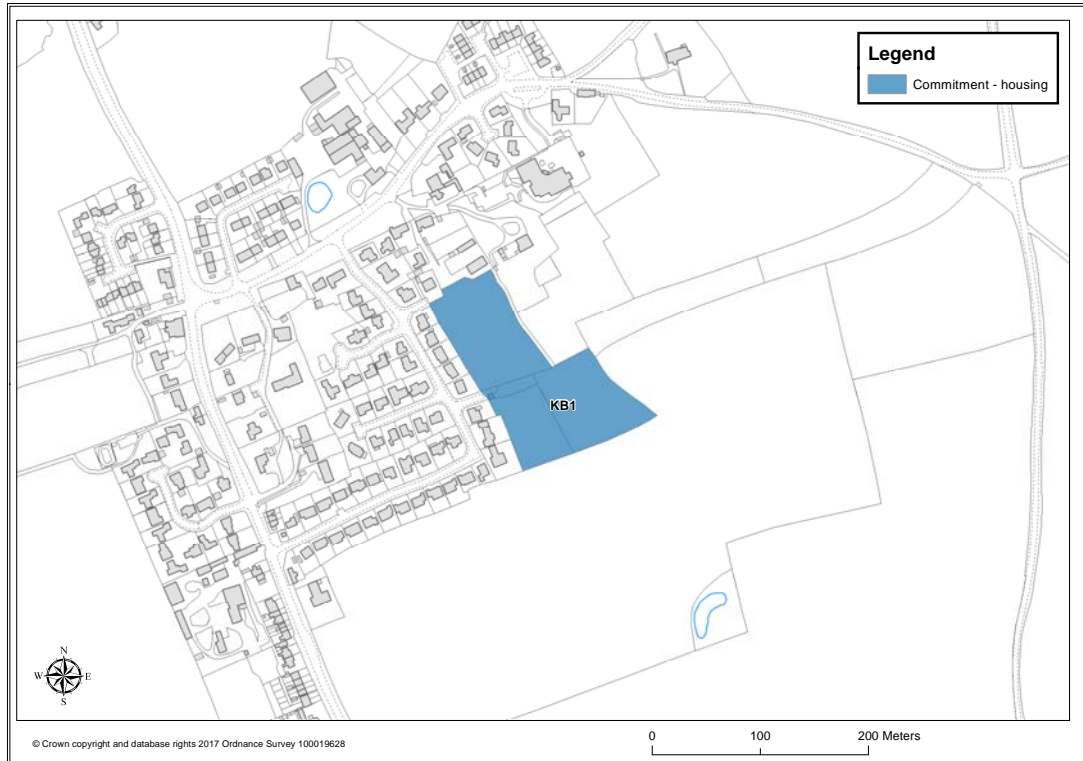 Legend
Commitment - housing
KB1
N
W E
S
© Crown copyright and database rights 2017 Ordnance Survey 100019628
0 100 200 Meters